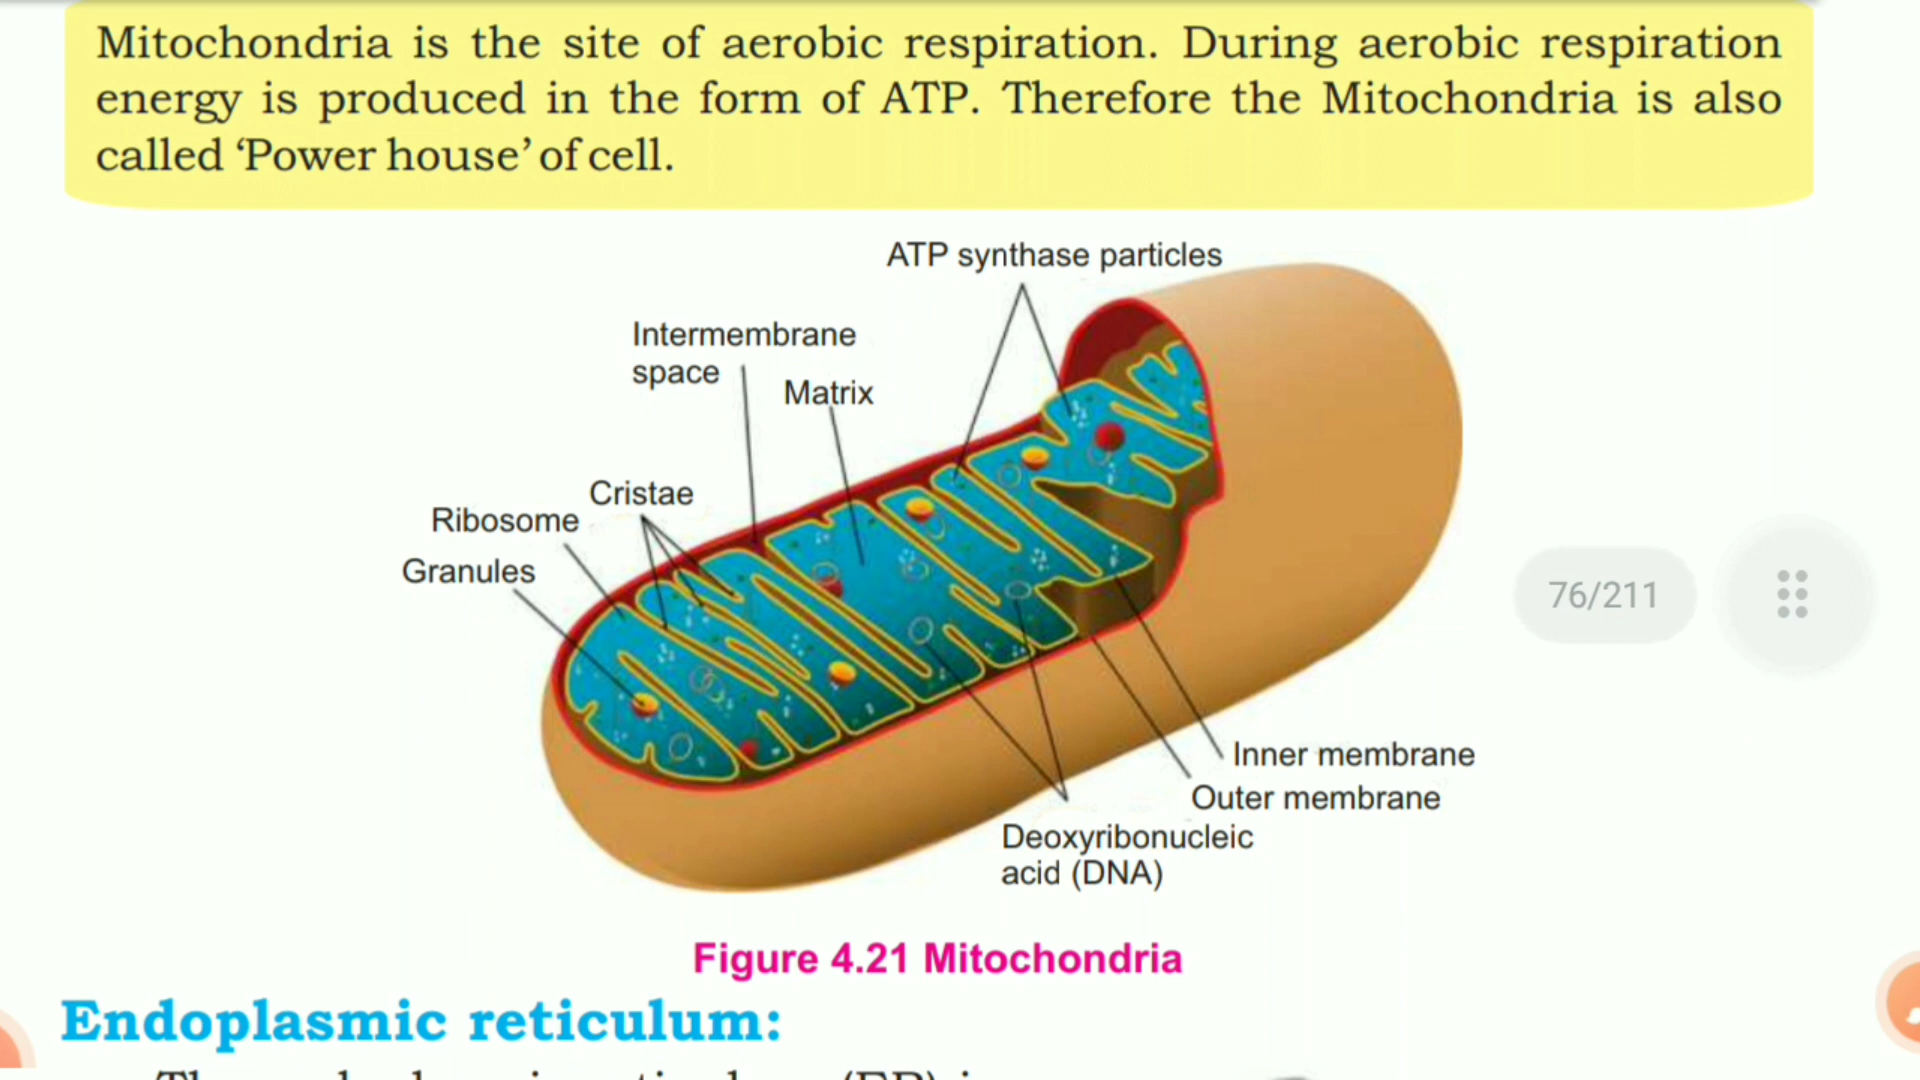 Mitochondria is the site of aerobic respiration. During aerobic respiration
energy is produced in the form of ATP. Therefore the Mitochondria is also
called ‘Power house’ of cell.
ATP synthase particles
Intermembrane
space
Matrix
Cristae
Ribosome
Granules
76/211
Inner membrane
Outer membrane
Deoxyribonucleic
acid (DNA)
Figure 4.21 Mitochondria
Endoplasmic reticulum: